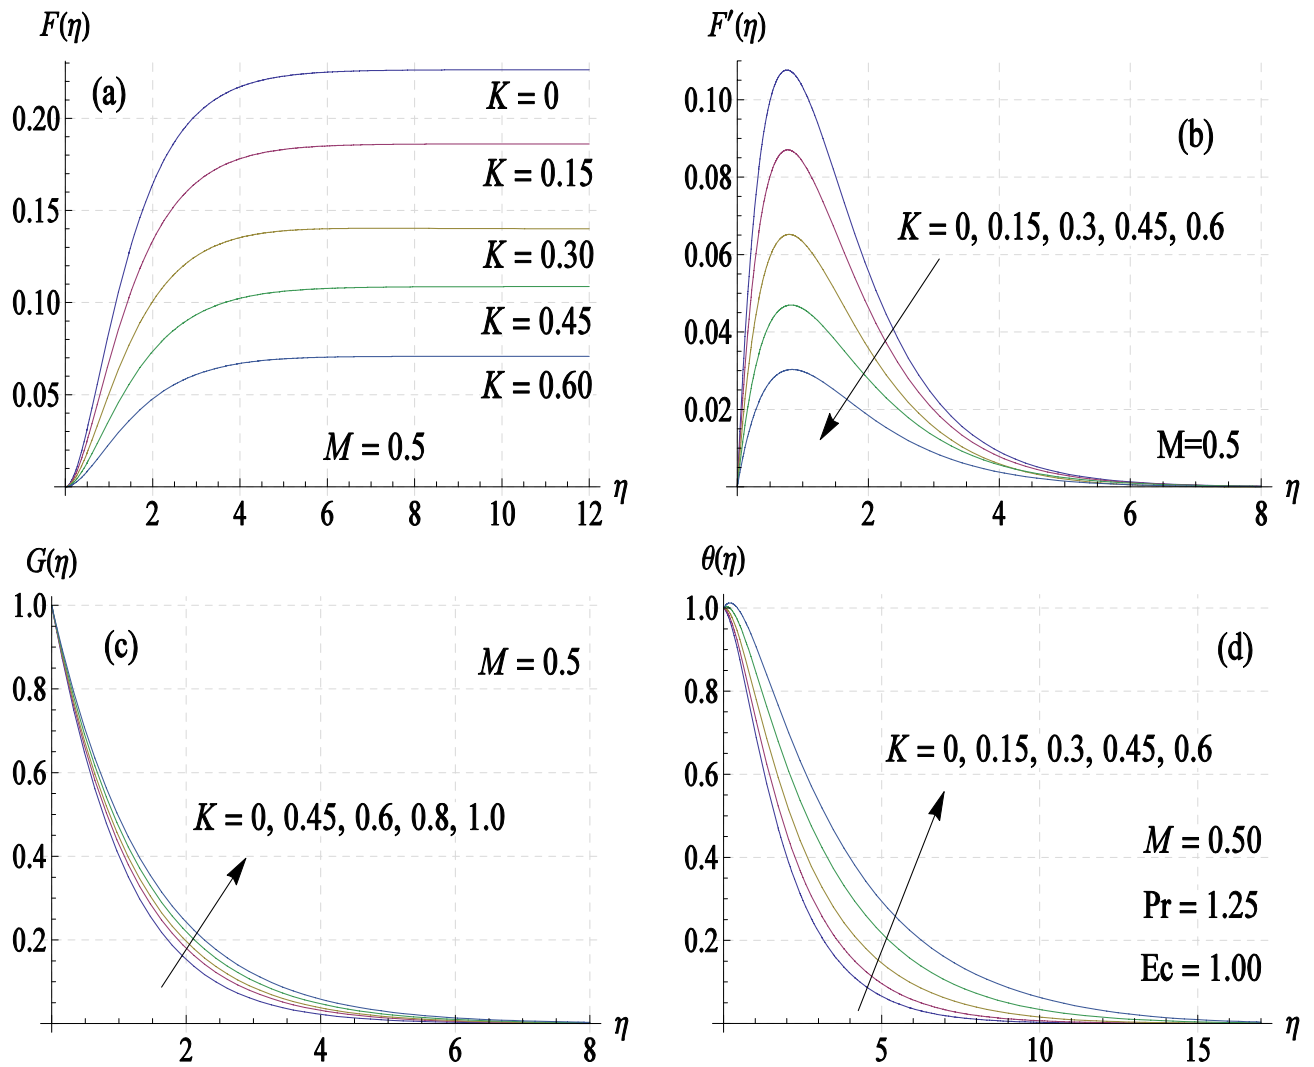 F(η)
(a)
0.20
0.15
0.10
0.05
K = 0
K = 0.15
K = 0.30
K = 0.45
K = 0.60
M = 0.5
2 4 6 8 10 12 η
F′(η)
(b)
0.10
0.08
0.06
0.04
0.02
K = 0, 0.15, 0.3, 0.45, 0.6
M=0.5
2 4 6 8 η
G(η)
(c)
1.0
0.8
0.6
0.4
0.2
M = 0.5
K = 0, 0.45, 0.6, 0.8, 1.0
2 4 6 8 η
θ(η)
(d)
1.0
0.8
0.6
0.4
0.2
K = 0, 0.15, 0.3, 0.45, 0.6
M = 0.50
Pr = 1.25
Ec = 1.00
5 10 15 η